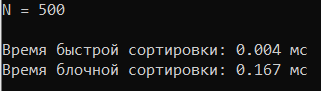 N = 500
Время быстрой сортировки: 0.004 мс
Время блочной сортировки: 0.167 мс